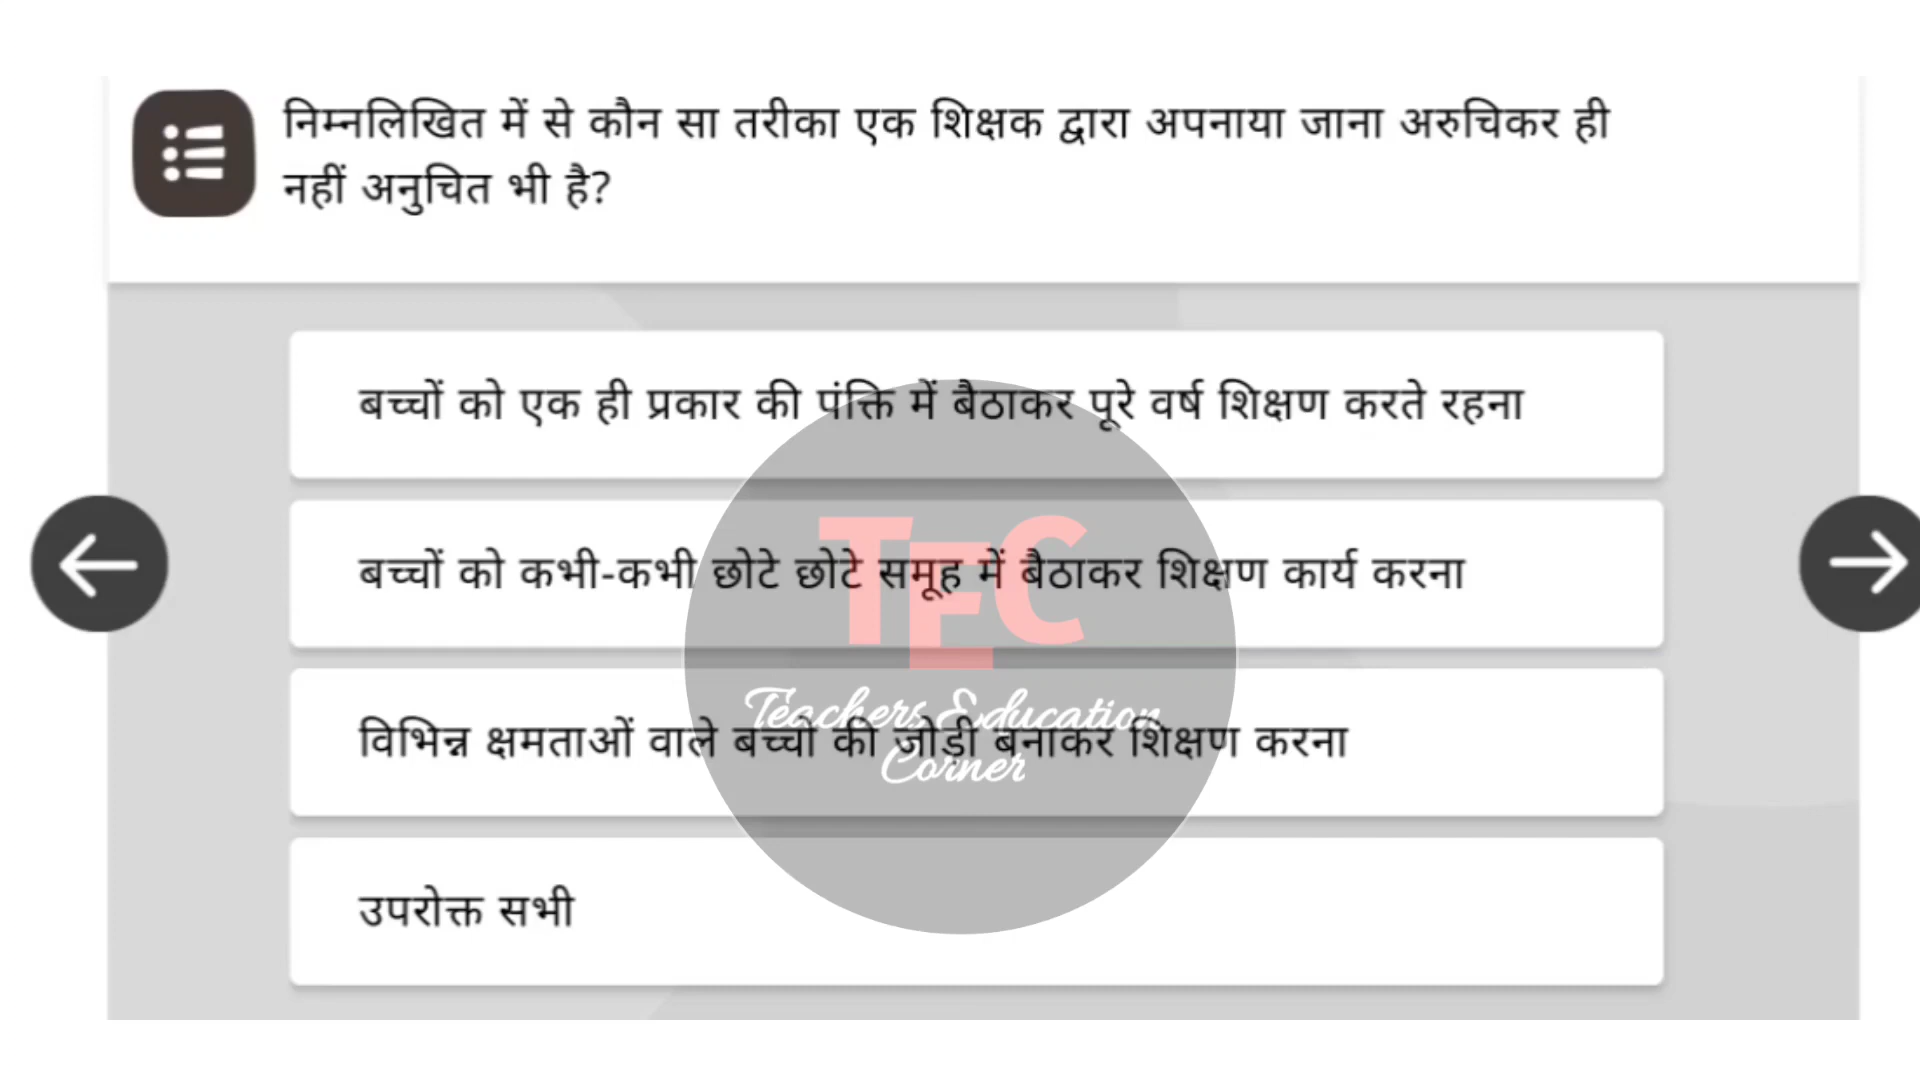 निम्नलिखित में से कौन सा तरीका एक शिक्षक द्वारा अपनाया जाना अरुचिकर ही
नहीं अनुचित भी है?
बच्चों को एक ही प्रकार की पंक्ति में बैठाकर पूरे वर्ष शिक्षण करते रहना
बच्चों को कभी-कभी छोटे छोटे समूह में बैठाकर शिक्षण कार्य करना
TEC
Teachers Education
विभिन्न क्षमताओं वाले बच्चों की जोड़ी बनाकर शिक्षण करना
Corner
उपरोक्त सभी